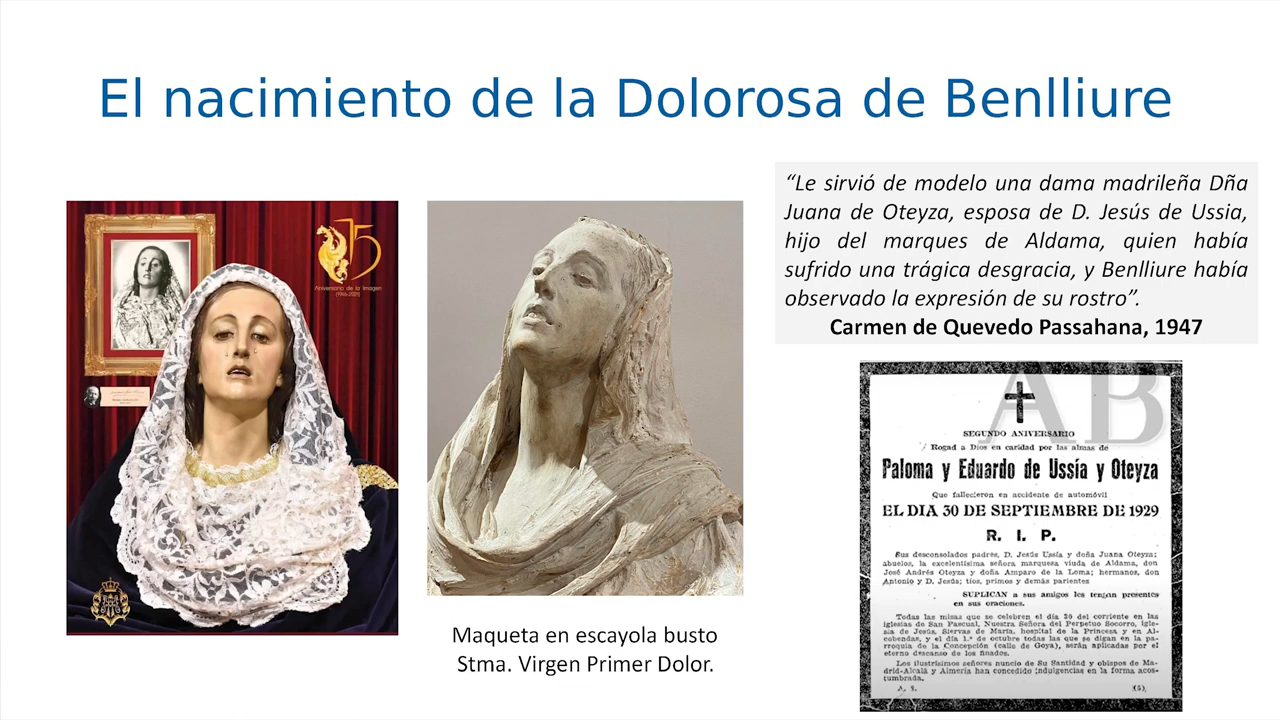 El nacimiento de la Dolorosa de Benlliure
75
Aniversario de la Imagen
Maqueta en escayola busto
Stma. Virgen Primer Dolor.
“Le sirvió de modelo una dama madrileña Dña
Juana de Oteyza, esposa de D. Jesús de Ussia,
hijo del marques de Aldama, quien había
sufrido una trágica desgracia, y Benlliure había
observado la expresión de su rostro”.
Carmen de Quevedo Passahana, 1947
AB
SEGUNDO ANIVERSARIO
Rogad a Dios en caridad por las almas de
Paloma y Eduardo de Ussía y Oteyza
Que fallecieron en accidente de automóvil
EL DIA 30 DE SEPTIEMBRE DE 1929
R. I. P.
Sus desconsolados padres, D. Jesús Ussía y doña Juana Oteyza;
abuelos, la excelentísima señora marquesa viuda de Aldama, don
José Andrés Oteyza y doña Amparo de la Loma; hermanos, don
Antonio y D. Jesús; tíos, primos y demás parientes
SUPLICAN a sus amigos les tengan presentes
en sus oraciones.
Todas las misas que se celebren el día 30 del corriente en las
iglesias de San Pascual, Nuestra Señora del Perpetuo Socorro, Igle-
sia de Jesús, Siervas de María, hospital de la Princesa y en Al-
cobendas, y el día 1.º de octubre todas las que se digan en la pa-
rroquia de la Concepción (calle de Goya), serán aplicadas por el
eterno descanso de los finados.
Los ilustrísimos señores nuncio de Su Santidad y obispos de Ma-
drid-Alcalá y Almería han concedido indulgencias en la forma acos-
tumbrada.
(5)